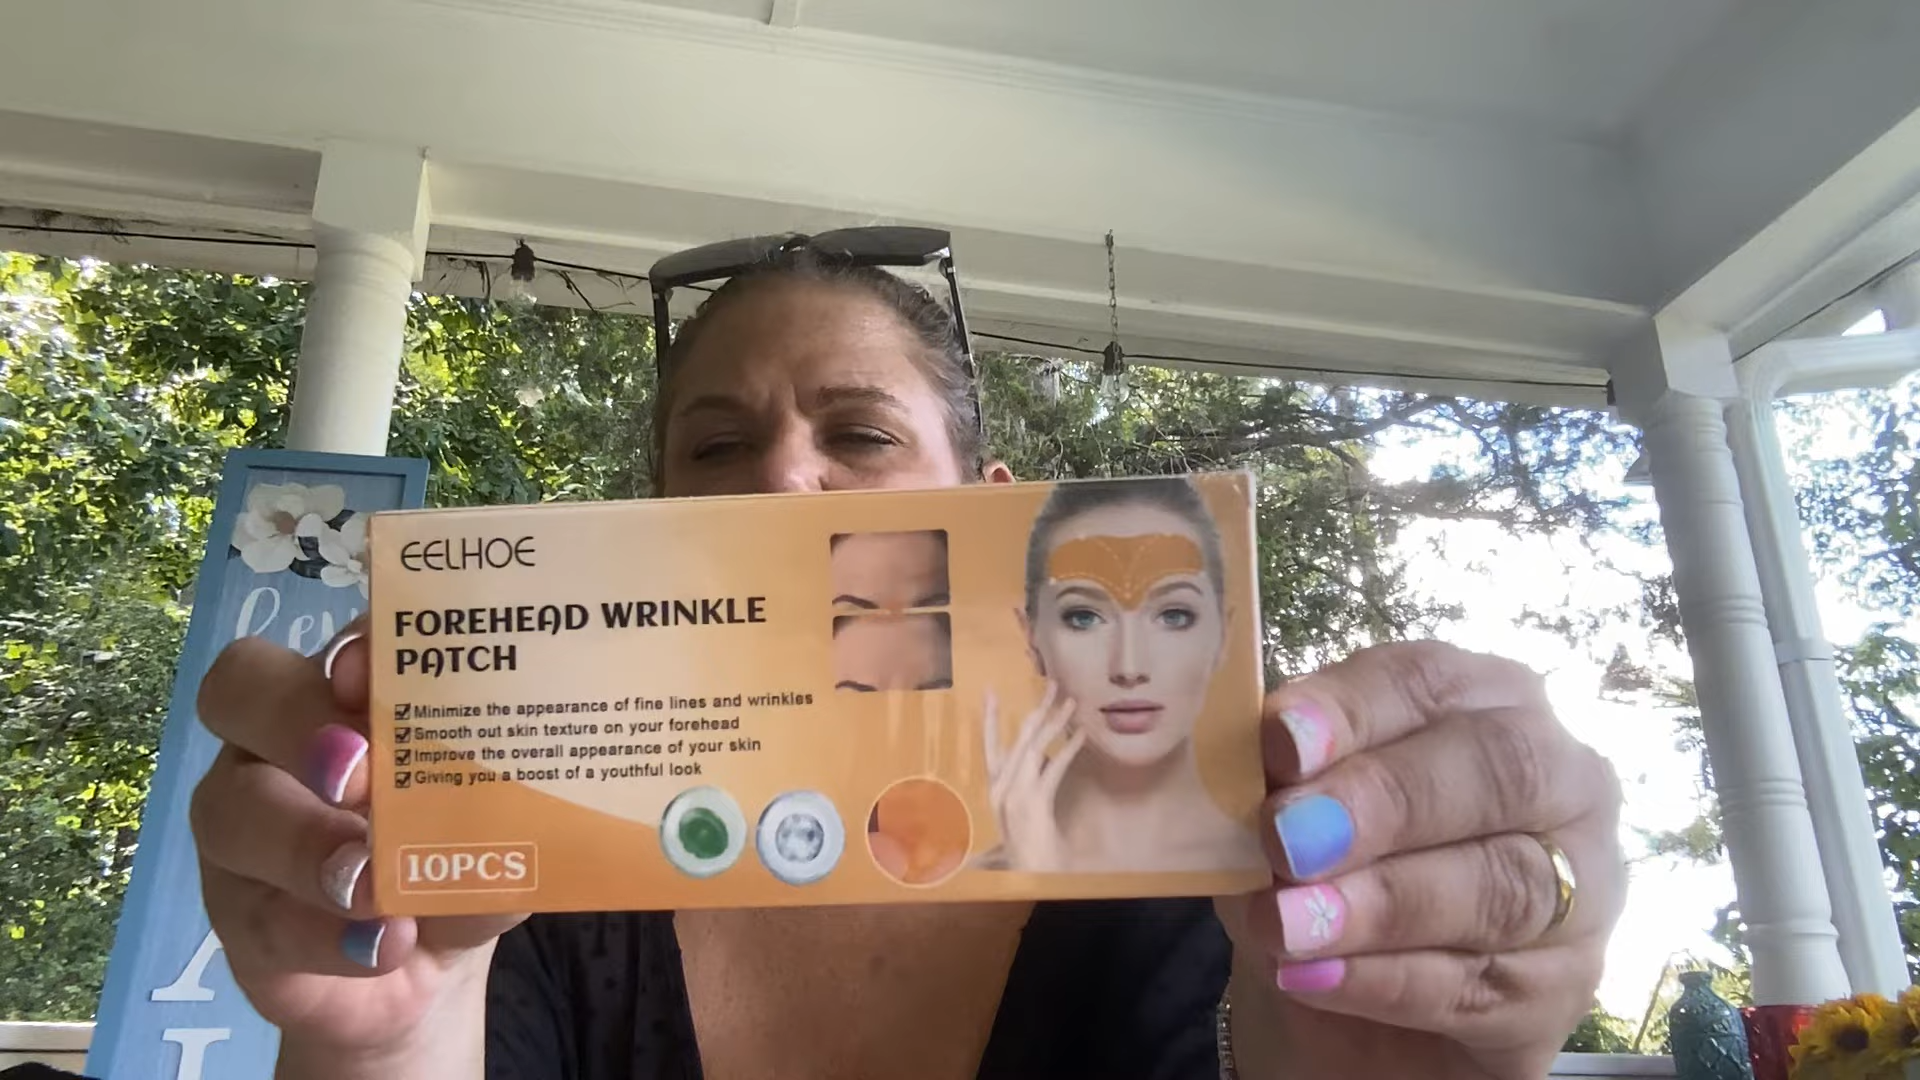 EELHOE
FOREHEAD WRINKLE
PATCH
Minimize the appearance of fine lines and wrinkles
Smooth out skin texture on your forehead
Improve the overall appearance of your skin
Giving you a boost of a youthful look
10PCS